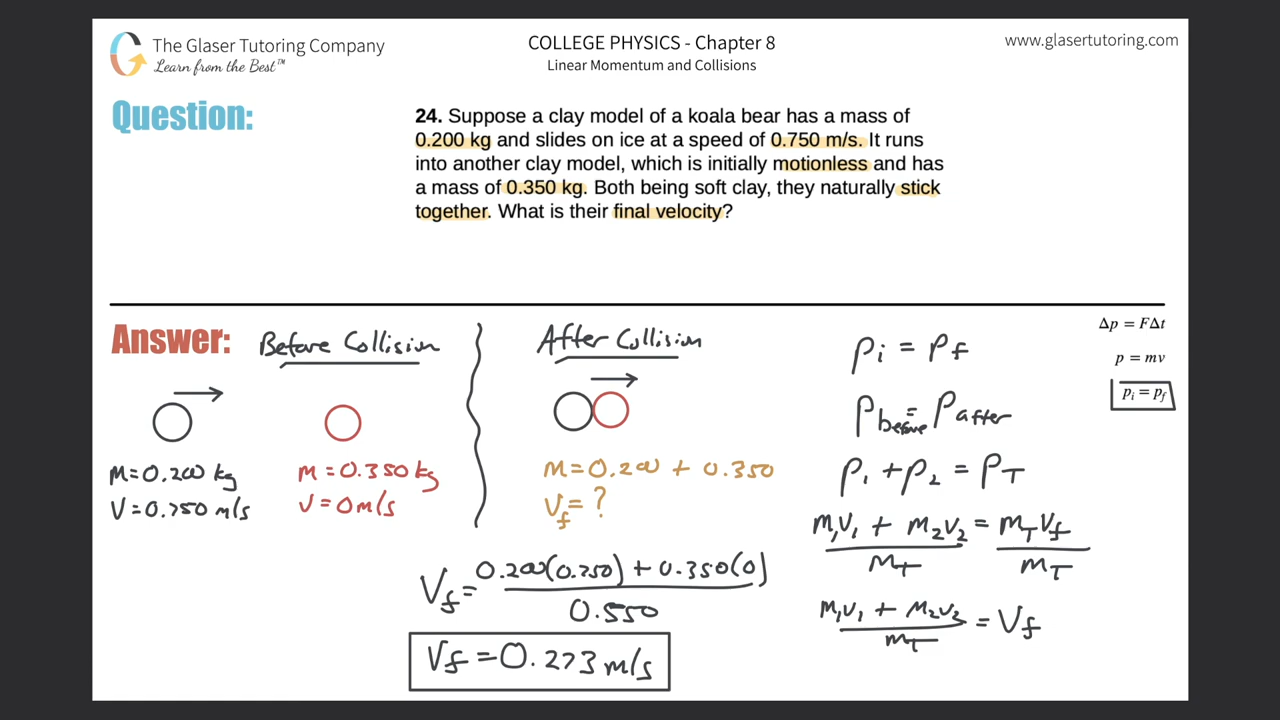 The Glaser Tutoring Company
Learn from the Best™
COLLEGE PHYSICS - Chapter 8
Linear Momentum and Collisions
www.glasertutoring.com
Question:
24. Suppose a clay model of a koala bear has a mass of
0.200 kg and slides on ice at a speed of 0.750 m/s. It runs
into another clay model, which is initially motionless and has
a mass of 0.350 kg. Both being soft clay, they naturally stick
together. What is their final velocity?
Answer:
Before Collision
M=0.200 kg
V=0.750 m/s
M=0.350 kg
V=0m/s
After Collision
M=0.200 + 0.350
Vf=?
Vf= 0.200(0.750) + 0.350(0)
0.550
Vf=0.273 m/s
Pi = Pf
Pbefore = Pafter
P1 + P2 = PT
M1V1 + M2V2 = MTVf
MT MT
M1V1 + M2V2 = Vf
MT
Δp = FΔt
p = mv
pi = pf